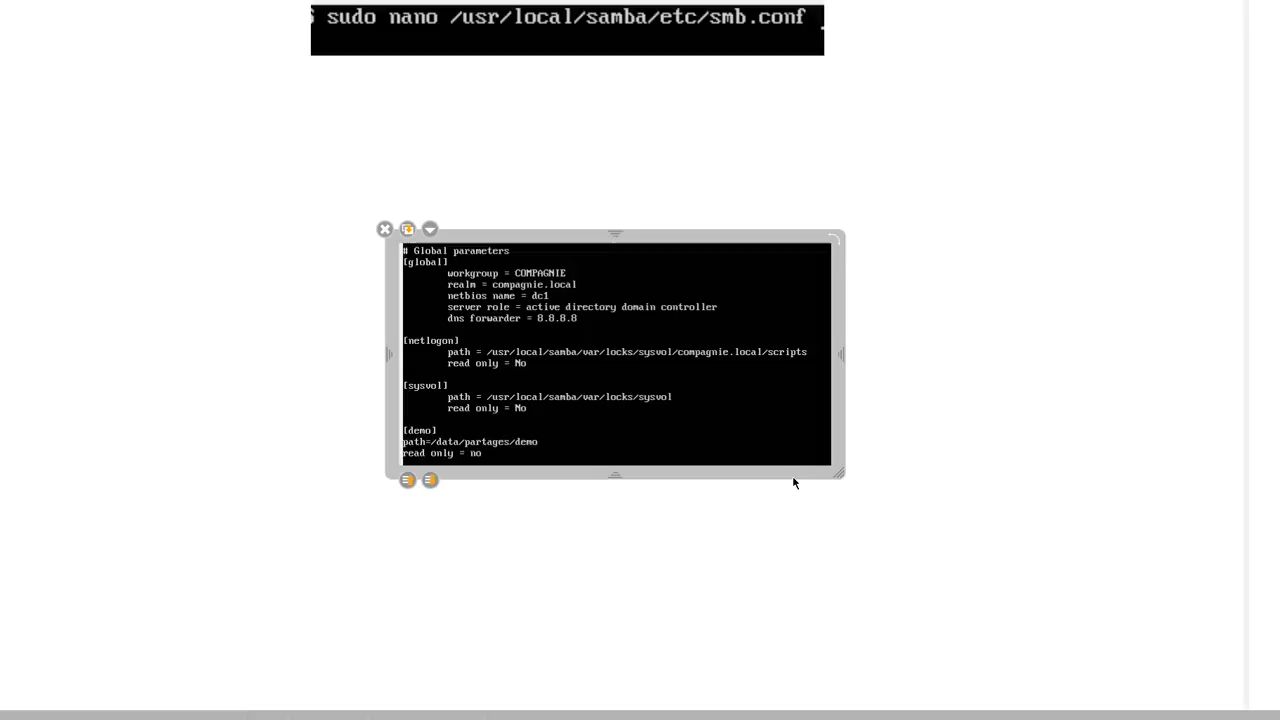 sudo nano /usr/local/samba/etc/smb.conf
# Global parameters
[global]
workgroup = COMPAGNIE
realm = compagnie.local
netbios name = dc1
server role = active directory domain controller
dns forwarder = 8.8.8.8
[netlogon]
path = /usr/local/samba/var/locks/sysvol/compagnie.local/scripts
read only = No
[sysvol]
path = /usr/local/samba/var/locks/sysvol
read only = No
[demo]
path=/data/partages/demo
read only = no